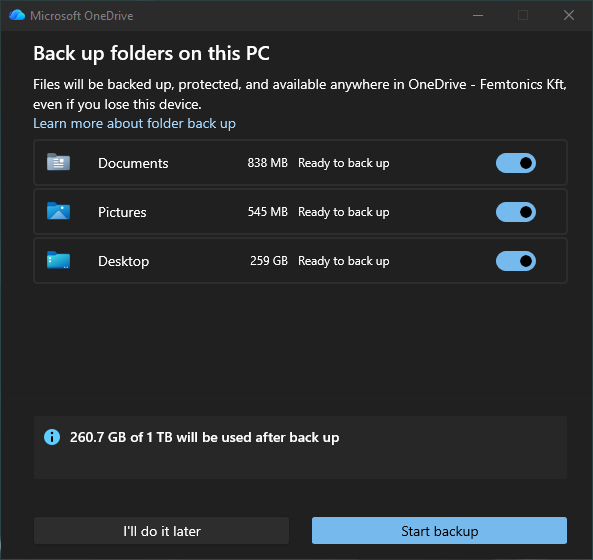 Microsoft OneDrive
Back up folders on this PC
Files will be backed up, protected, and available anywhere in OneDrive - Femtonics Kft,
even if you lose this device.
Learn more about folder back up
Documents 838 MB Ready to back up
Pictures 545 MB Ready to back up
Desktop 259 GB Ready to back up
260.7 GB of 1 TB will be used after back up
I'll do it later Start backup